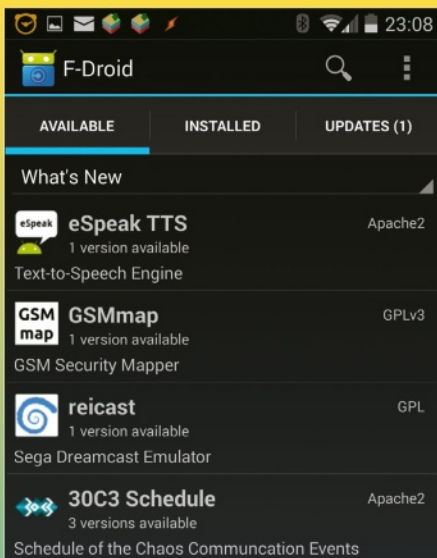 23:08
F-Droid
AVAILABLE INSTALLED UPDATES (1)
What's New
eSpeak
eSpeak TTS Apache2
1 version available
Text-to-Speech Engine
GSM
map
GSMmap GPLv3
1 version available
GSM Security Mapper
reicast GPL
1 version available
Sega Dreamcast Emulator
30C3 Schedule Apache2
3 versions available
Schedule of the Chaos Communcation Events